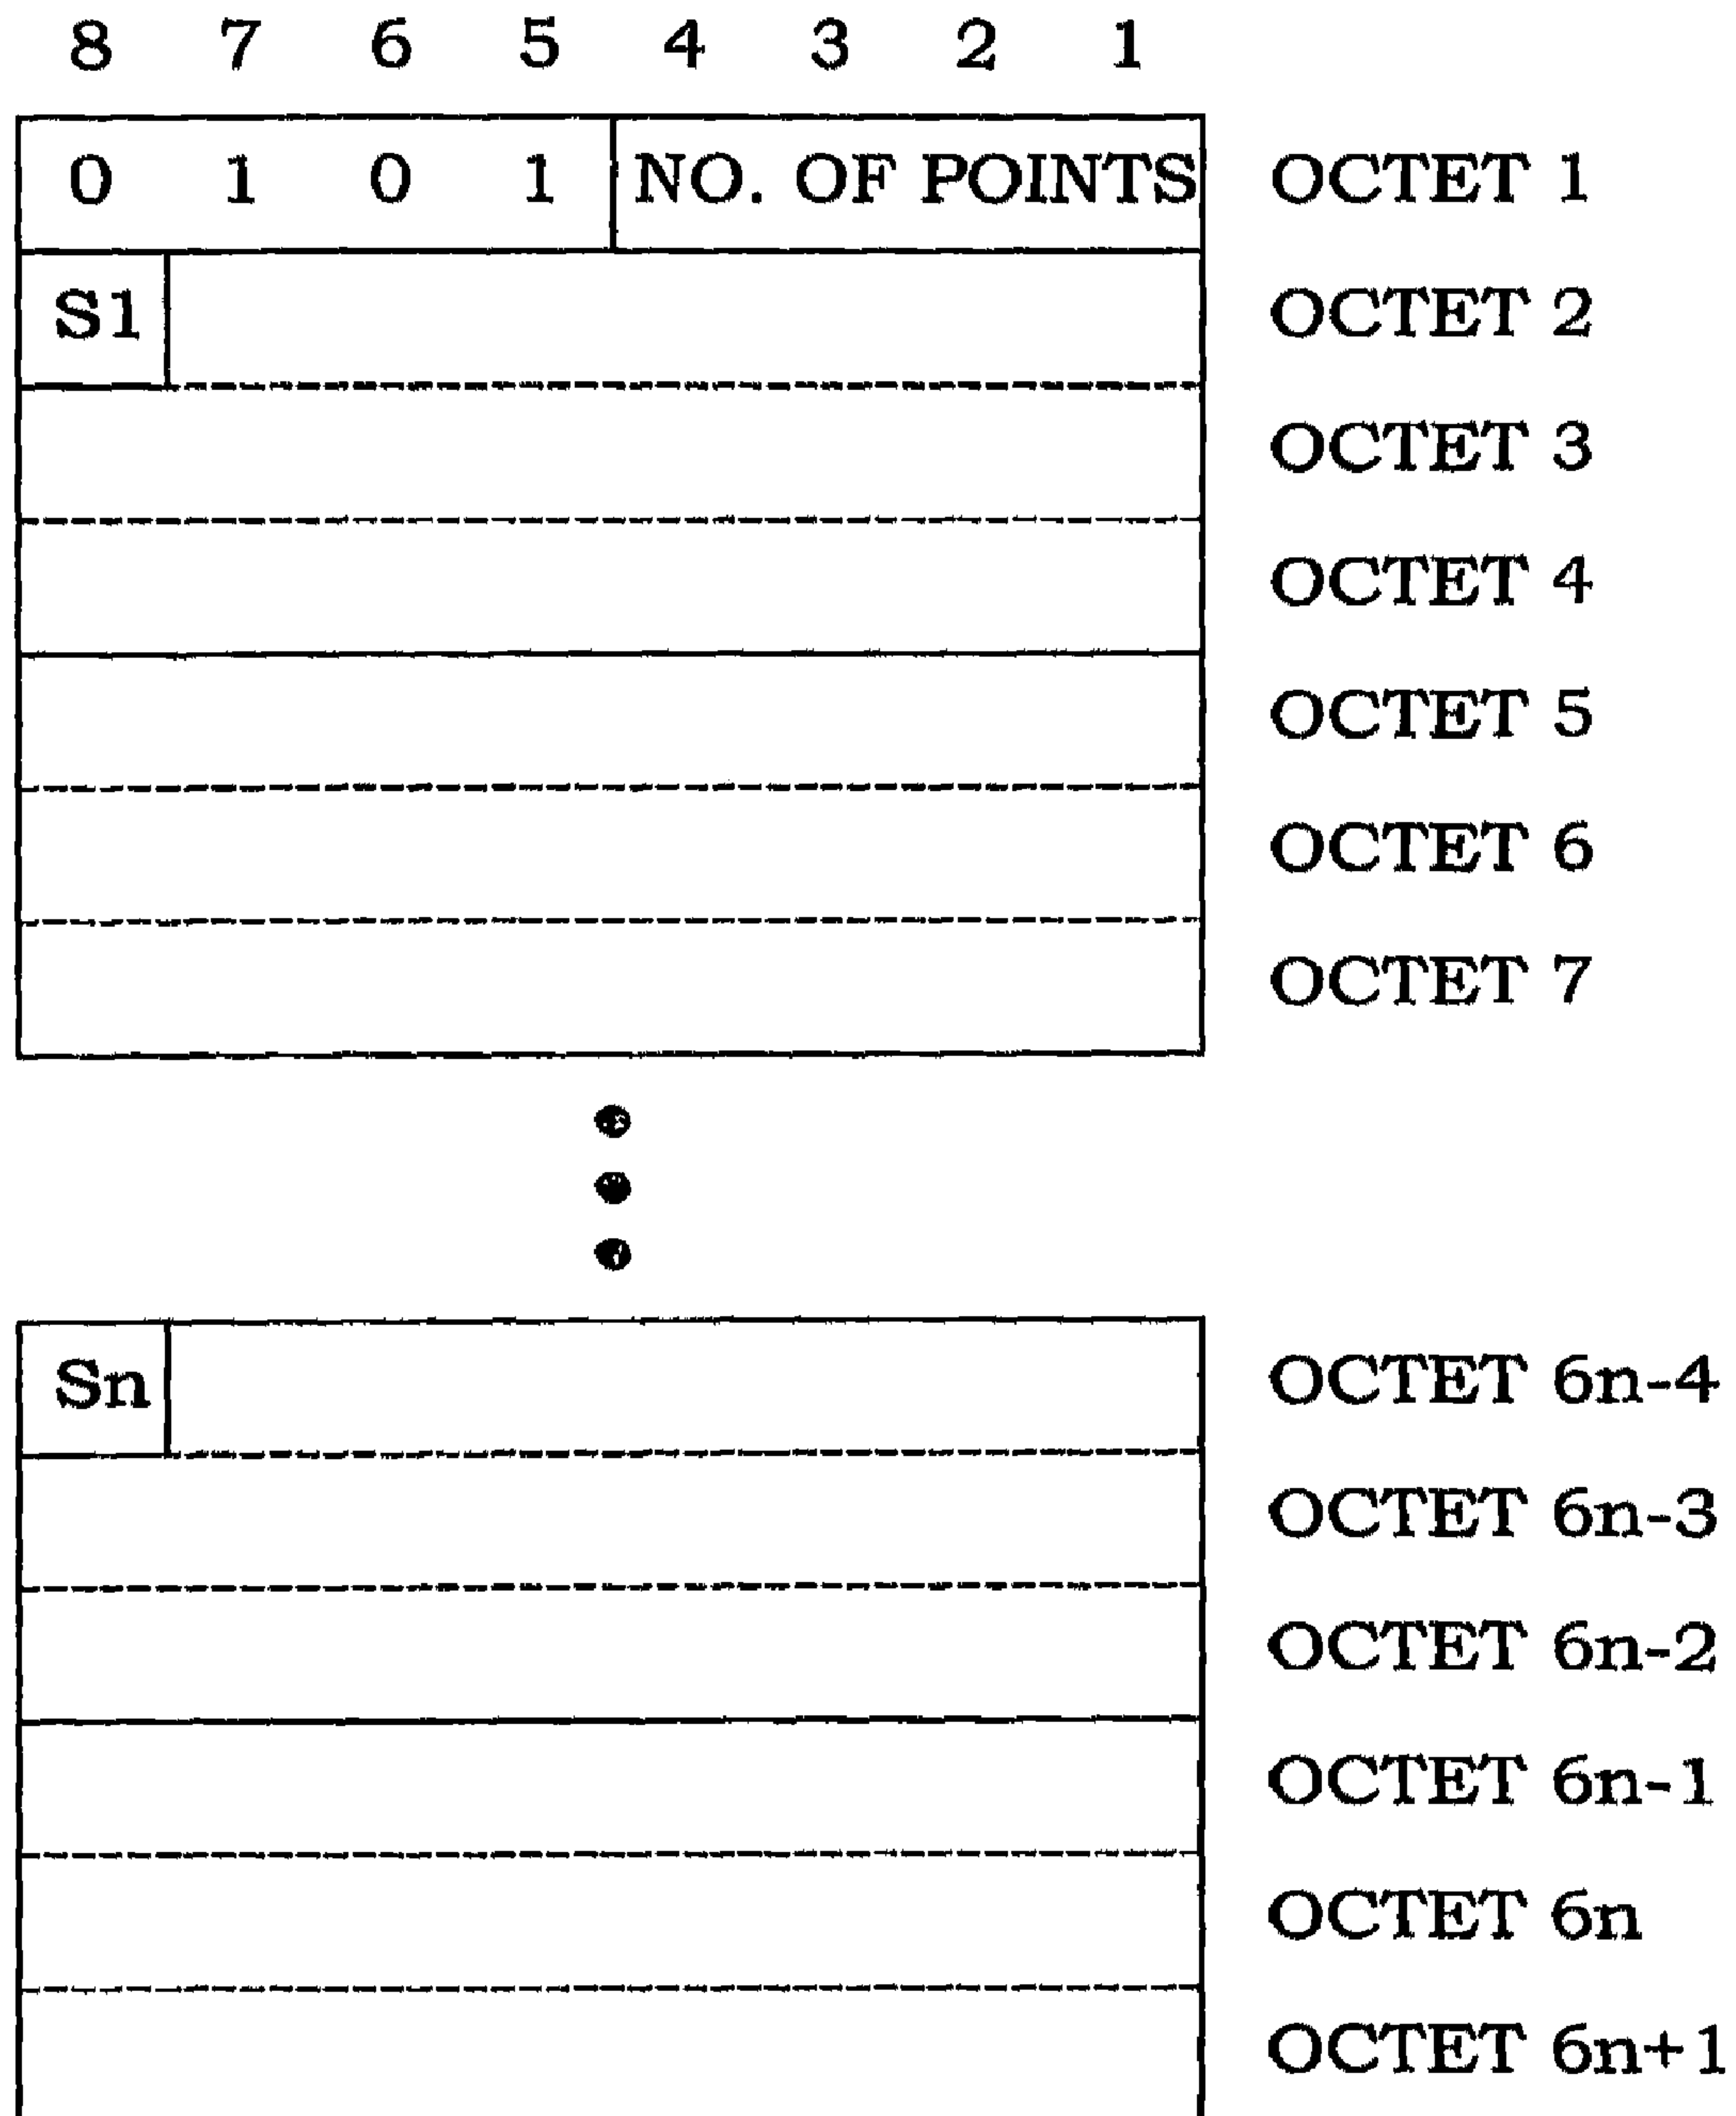 8 7 6 5 4 3 2 1
0 1 0 1 NO. OF POINTS OCTET 1
S1 OCTET 2
OCTET 3
OCTET 4
OCTET 5
OCTET 6
OCTET 7
Sn OCTET 6n-4
OCTET 6n-3
OCTET 6n-2
OCTET 6n-1
OCTET 6n
OCTET 6n+1